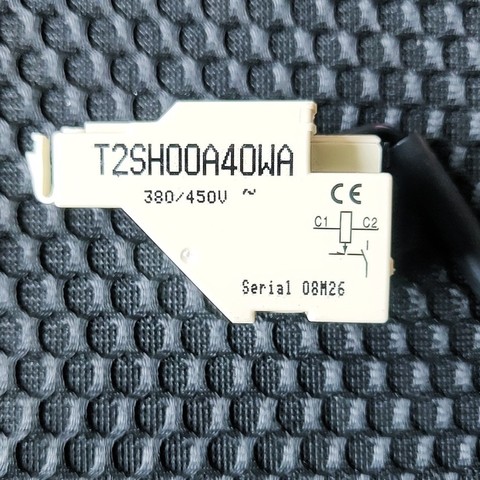 T2SH00A40WA
380/450V ~
CE
C1 C2
Serial 08M26